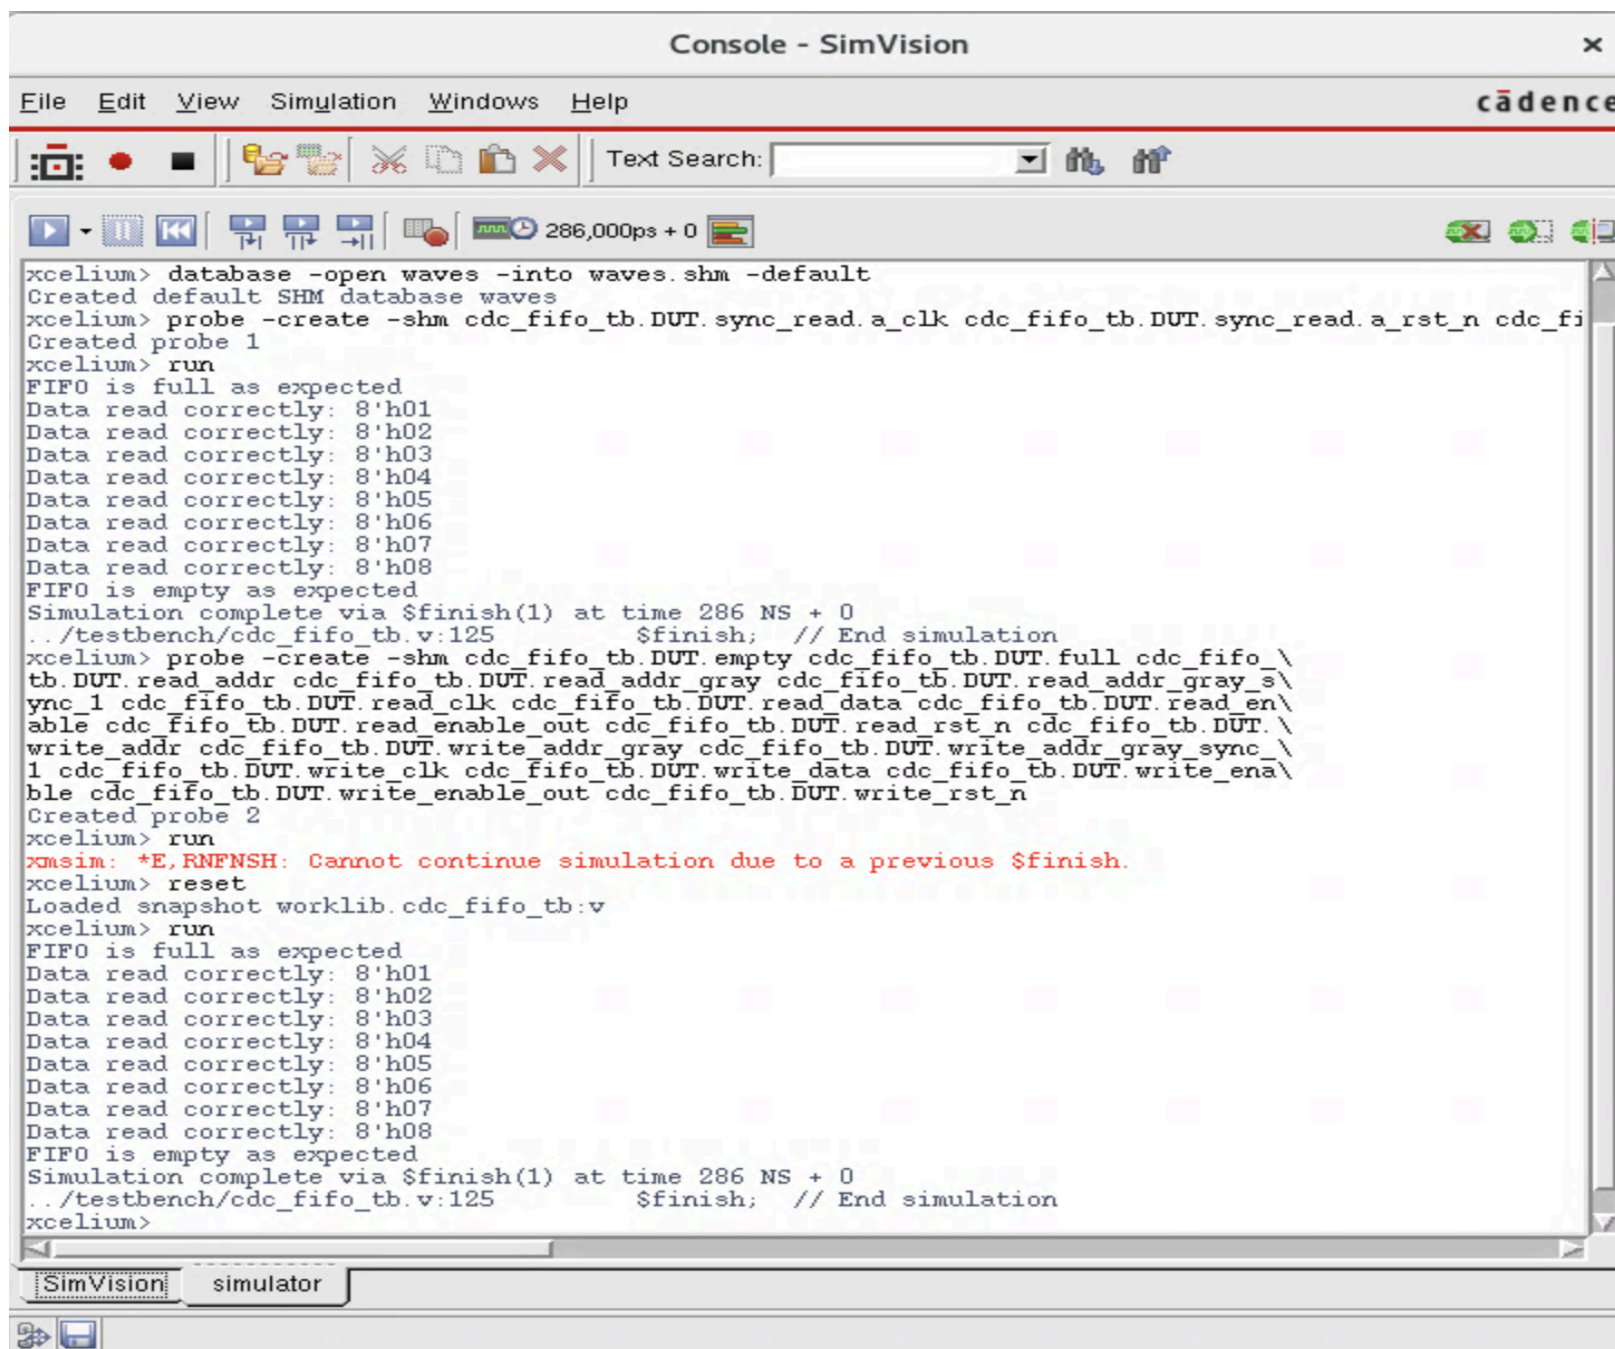 Console - SimVision
File Edit View Simulation Windows Help
cādence
Text Search:
286,000ps + 0
xcelium> database -open waves -into waves.shm -default
Created default SHM database waves
xcelium> probe -create -shm cdc_fifo_tb.DUT.sync_read.a_clk cdc_fifo_tb.DUT.sync_read.a_rst_n cdc_fi
Created probe 1
xcelium> run
FIFO is full as expected
Data read correctly: 8'h01
Data read correctly: 8'h02
Data read correctly: 8'h03
Data read correctly: 8'h04
Data read correctly: 8'h05
Data read correctly: 8'h06
Data read correctly: 8'h07
Data read correctly: 8'h08
FIFO is empty as expected
Simulation complete via $finish(1) at time 286 NS + 0
../testbench/cdc_fifo_tb.v:125 $finish; // End simulation
xcelium> probe -create -shm cdc_fifo_tb.DUT.empty cdc_fifo_tb.DUT.full cdc_fifo_\
tb.DUT.read_addr cdc_fifo_tb.DUT.read_addr_gray cdc_fifo_tb.DUT.read_addr_gray_s\
ync_1 cdc_fifo_tb.DUT.read_clk cdc_fifo_tb.DUT.read_data cdc_fifo_tb.DUT.read_en\
able cdc_fifo_tb.DUT.read_enable_out cdc_fifo_tb.DUT.read_rst_n cdc_fifo_tb.DUT.\
write_addr cdc_fifo_tb.DUT.write_addr_gray cdc_fifo_tb.DUT.write_addr_gray_sync_\
1 cdc_fifo_tb.DUT.write_clk cdc_fifo_tb.DUT.write_data cdc_fifo_tb.DUT.write_ena\
ble cdc_fifo_tb.DUT.write_enable_out cdc_fifo_tb.DUT.write_rst_n
Created probe 2
xcelium> run
xmsim: *E,RNFNSH: Cannot continue simulation due to a previous $finish.
xcelium> reset
Loaded snapshot worklib.cdc_fifo_tb:v
xcelium> run
FIFO is full as expected
Data read correctly: 8'h01
Data read correctly: 8'h02
Data read correctly: 8'h03
Data read correctly: 8'h04
Data read correctly: 8'h05
Data read correctly: 8'h06
Data read correctly: 8'h07
Data read correctly: 8'h08
FIFO is empty as expected
Simulation complete via $finish(1) at time 286 NS + 0
../testbench/cdc_fifo_tb.v:125 $finish; // End simulation
xcelium>
SimVision simulator